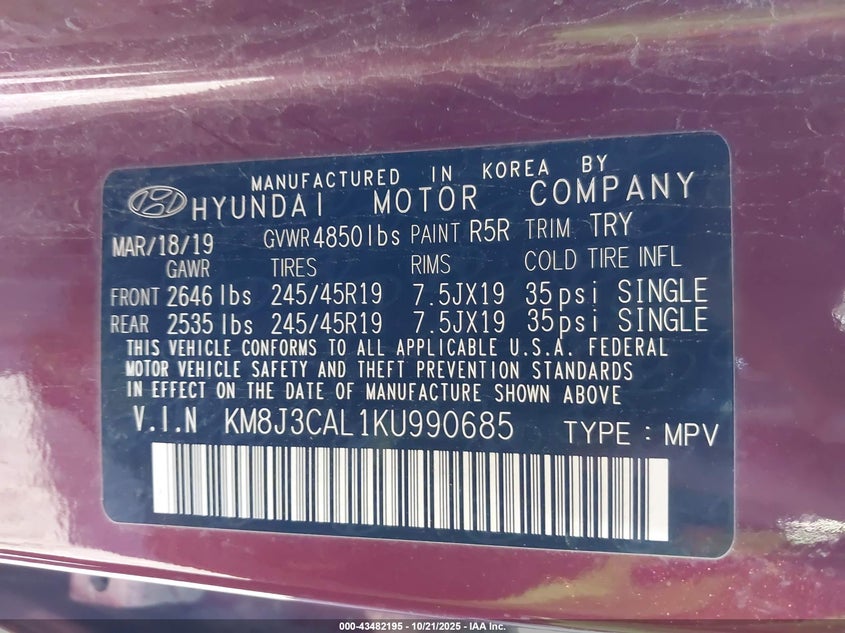 MANUFACTURED IN KOREA BY
HYUNDAI MOTOR COMPANY
MAR/18/19 GVWR 4850lbs PAINT R5R TRIM TRY
GAWR TIRES RIMS COLD TIRE INFL
FRONT 2646 lbs 245/45R19 7.5JX19 35psi SINGLE
REAR 2535 lbs 245/45R19 7.5JX19 35psi SINGLE
THIS VEHICLE CONFORMS TO ALL APPLICABLE U.S.A. FEDERAL
MOTOR VEHICLE SAFETY AND THEFT PREVENTION STANDARDS
IN EFFECT ON THE DATE OF MANUFACTURE SHOWN ABOVE
V.I.N KM8J3CAL1KU990685 TYPE : MPV
000-43482195 - 10/21/2025 - IAA Inc.